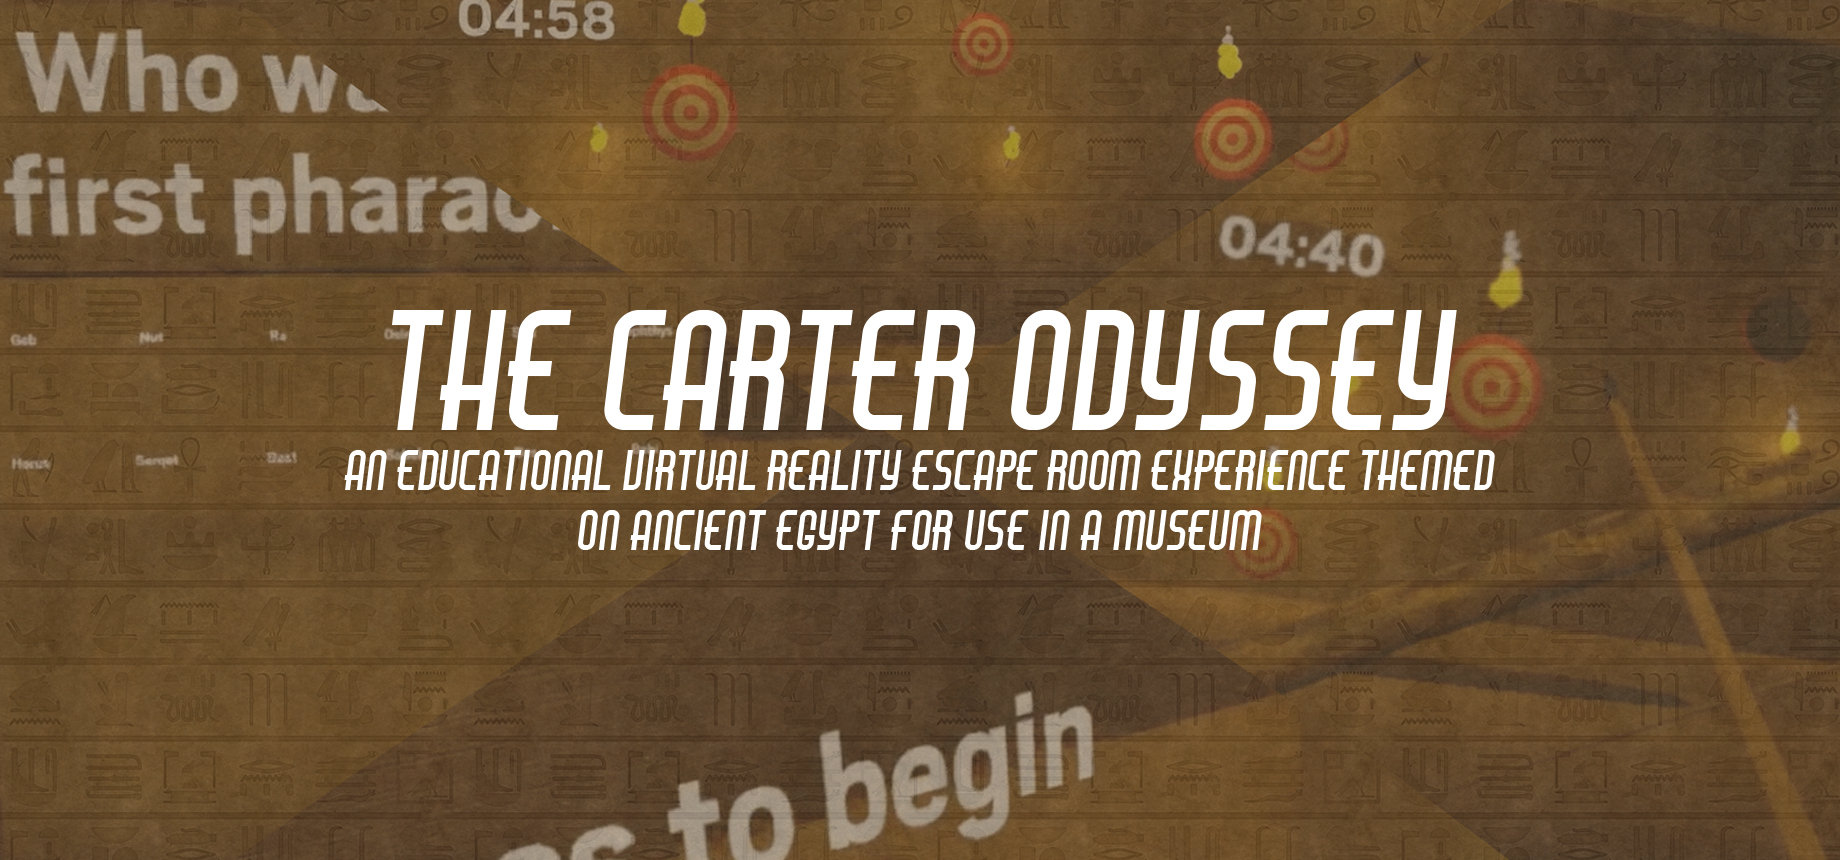 04:58
Who w
first pharao
04:40
Geb Nut Ra
THE CARTER ODYSSEY
Horus Serqet Bast
AN EDUCATIONAL VIRTUAL REALITY ESCAPE ROOM EXPERIENCE THEMED
ON ANCIENT EGYPT FOR USE IN A MUSEUM
to begin